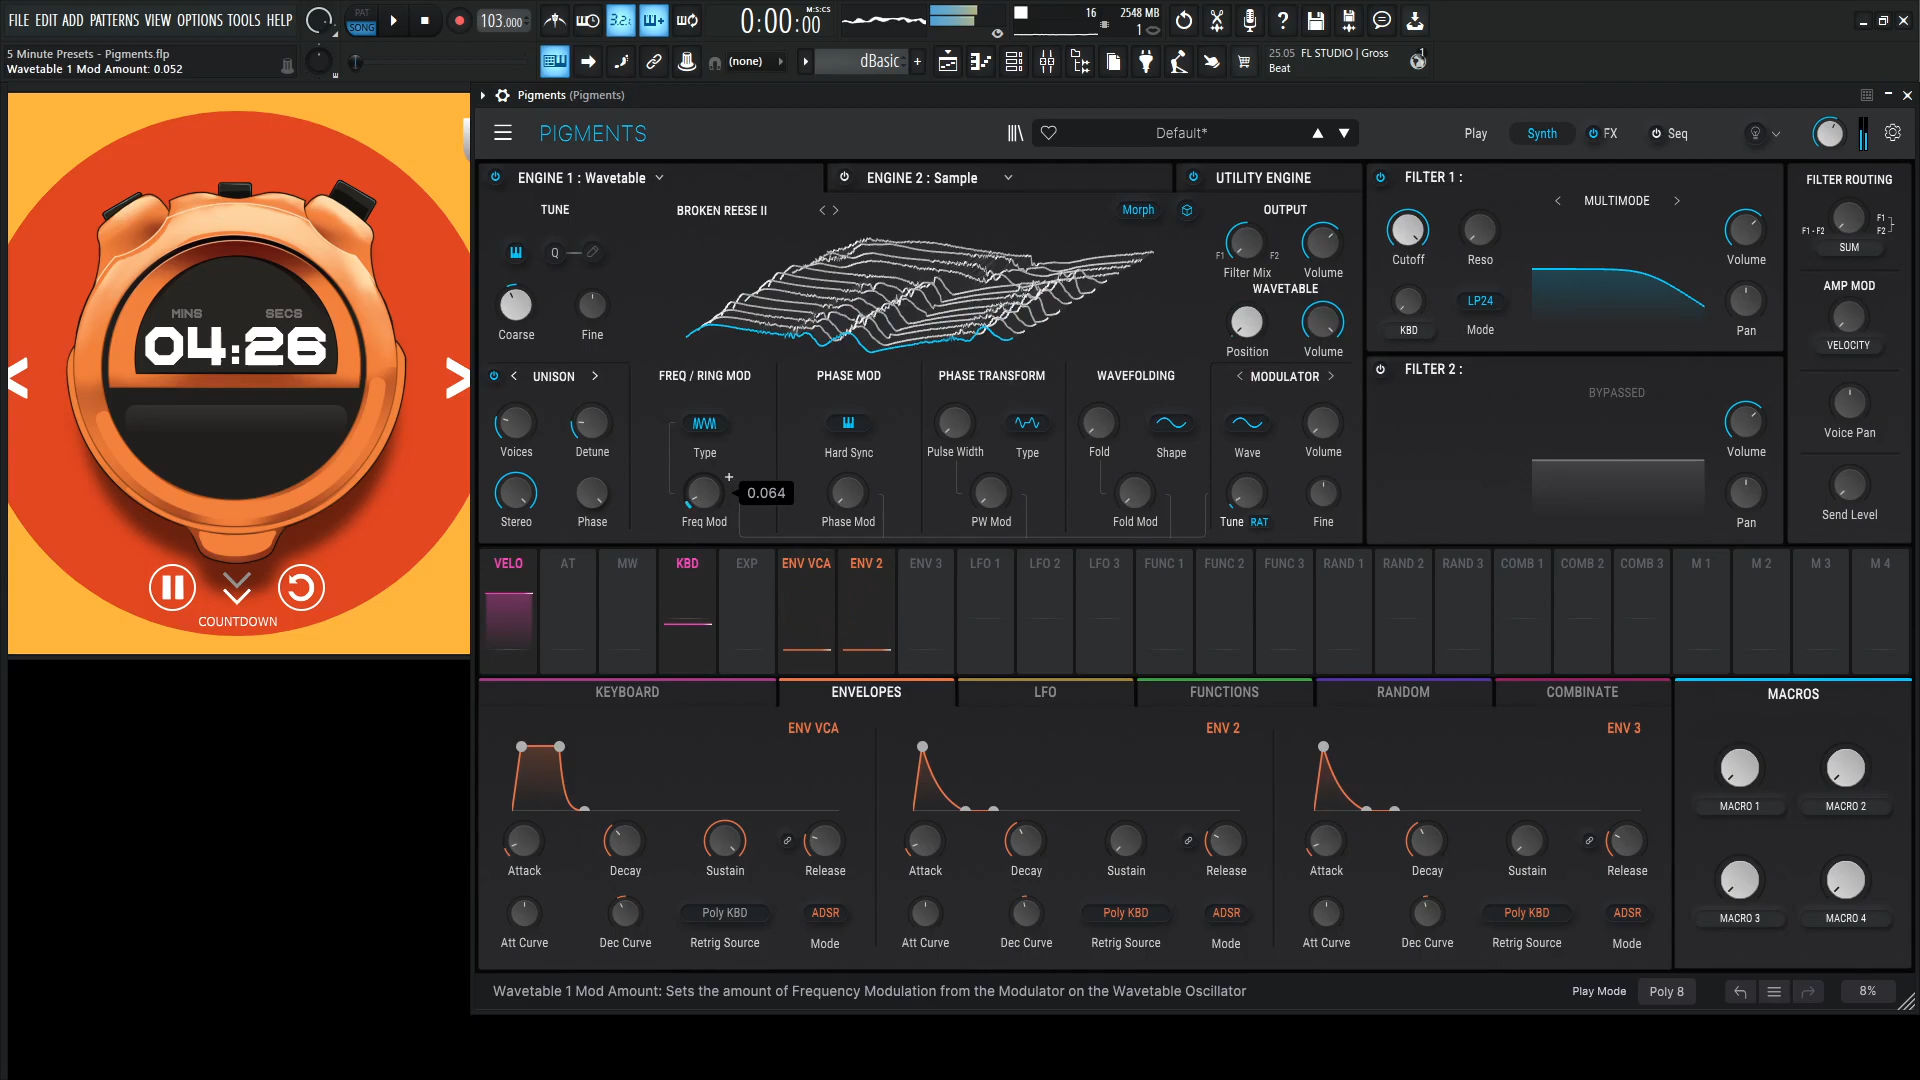 FILE EDIT ADD PATTERNS VIEW OPTIONS TOOLS HELP
PAT
SONG
103.000
3.2.
0:00:00
M:S:CS
16
2548 MB
1
5 Minute Presets - Pigments.flp
Wavetable 1 Mod Amount: 0.052
(none)
dBasic
25.05 FL STUDIO | Gross
Beat
1
MINS SECS
04:26
COUNTDOWN
Pigments (Pigments)
PIGMENTS
Default*
Play
Synth
FX
Seq
ENGINE 1 : Wavetable
ENGINE 2 : Sample
UTILITY ENGINE
TUNE
BROKEN REESE II
Morph
OUTPUT
Q
F1
F2
Filter Mix
Volume
WAVETABLE
Coarse
Fine
Position
Volume
UNISON
FREQ / RING MOD
PHASE MOD
PHASE TRANSFORM
WAVEFOLDING
MODULATOR
Voices
Detune
Type
Hard Sync
Pulse Width
Type
Fold
Shape
Wave
Volume
0.064
Stereo
Phase
Freq Mod
Phase Mod
PW Mod
Fold Mod
Tune RAT
Fine
FILTER 1 :
MULTIMODE
Cutoff
Reso
Volume
KBD
LP24
Mode
Pan
FILTER 2 :
BYPASSED
Volume
Pan
FILTER ROUTING
F1 - F2
F1
F2
SUM
AMP MOD
VELOCITY
Voice Pan
Send Level
VELO AT MW KBD EXP ENV VCA ENV 2 ENV 3 LFO 1 LFO 2 LFO 3 FUNC 1 FUNC 2 FUNC 3 RAND 1 RAND 2 RAND 3 COMB 1 COMB 2 COMB 3 M 1 M 2 M 3 M 4
KEYBOARD ENVELOPES LFO FUNCTIONS RANDOM COMBINATE MACROS
ENV VCA
ENV 2
ENV 3
Attack Decay Sustain Release
Attack Decay Sustain Release
Attack Decay Sustain Release
Poly KBD ADSR
Poly KBD ADSR
Poly KBD ADSR
Att Curve Dec Curve Retrig Source Mode
Att Curve Dec Curve Retrig Source Mode
Att Curve Dec Curve Retrig Source Mode
MACRO 1 MACRO 2
MACRO 3 MACRO 4
Wavetable 1 Mod Amount: Sets the amount of Frequency Modulation from the Modulator on the Wavetable Oscillator
Play Mode
Poly 8
8%